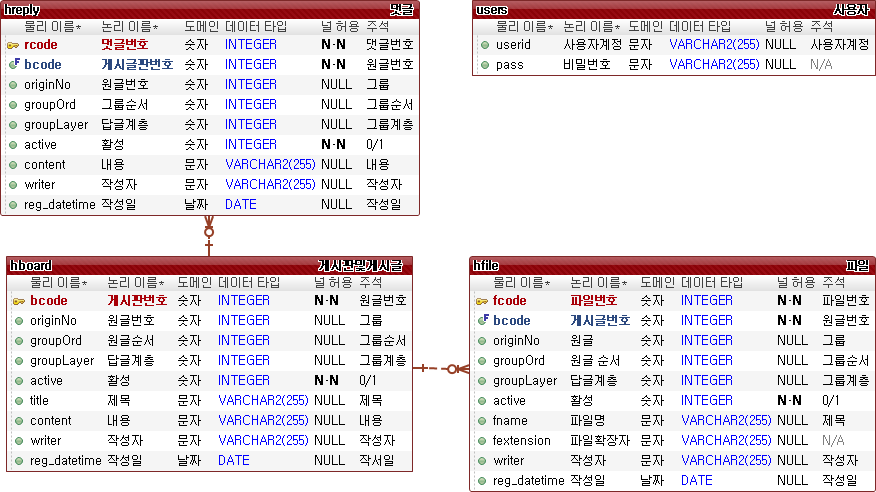 hreply 댓글
물리 이름* 논리 이름* 도메인 데이터 타입 널 허용 주석
rcode 댓글번호 숫자 INTEGER N-N 댓글번호
bcode 게시글판번호 숫자 INTEGER N-N 원글번호
originNo 원글번호 숫자 INTEGER NULL 그룹
groupOrd 그룹순서 숫자 INTEGER NULL 그룹순서
groupLayer 답글계층 숫자 INTEGER NULL 그룹계층
active 활성 숫자 INTEGER N-N 0/1
content 내용 문자 VARCHAR2(255) NULL 내용
writer 작성자 문자 VARCHAR2(255) NULL 작성자
reg_datetime 작성일 날짜 DATE NULL 작성일
users 사용자
물리 이름* 논리 이름* 도메인 데이터 타입 널 허용 주석
userid 사용자계정 문자 VARCHAR2(255) NULL 사용자계정
pass 비밀번호 문자 VARCHAR2(255) NULL N/A
hboard 게시판및게시글
물리 이름* 논리 이름* 도메인 데이터 타입 널 허용 주석
bcode 게시판번호 숫자 INTEGER N-N 원글번호
originNo 원글번호 숫자 INTEGER NULL 그룹
groupOrd 원글순서 숫자 INTEGER NULL 그룹순서
groupLayer 답글계층 숫자 INTEGER NULL 그룹계층
active 활성 숫자 INTEGER N-N 0/1
title 제목 문자 VARCHAR2(255) NULL 제목
content 내용 문자 VARCHAR2(255) NULL 내용
writer 작성자 문자 VARCHAR2(255) NULL 작성자
reg_datetime 작성일 날짜 DATE NULL 작서일
hfile 파일
물리 이름* 논리 이름* 도메인 데이터 타입 널 허용 주석
fcode 파일번호 숫자 INTEGER N-N 파일번호
bcode 게시글번호 숫자 INTEGER N-N 원글번호
originNo 원글 숫자 INTEGER NULL 그룹
groupOrd 원글 순서 숫자 INTEGER NULL 그룹순서
groupLayer 답글계층 숫자 INTEGER NULL 그룹계층
active 활성 숫자 INTEGER N-N 0/1
fname 파일명 문자 VARCHAR2(255) NULL 제목
fextension 파일확장자 문자 VARCHAR2(255) NULL N/A
writer 작성자 문자 VARCHAR2(255) NULL 작성자
reg_datetime 작성일 날짜 DATE NULL 작성일